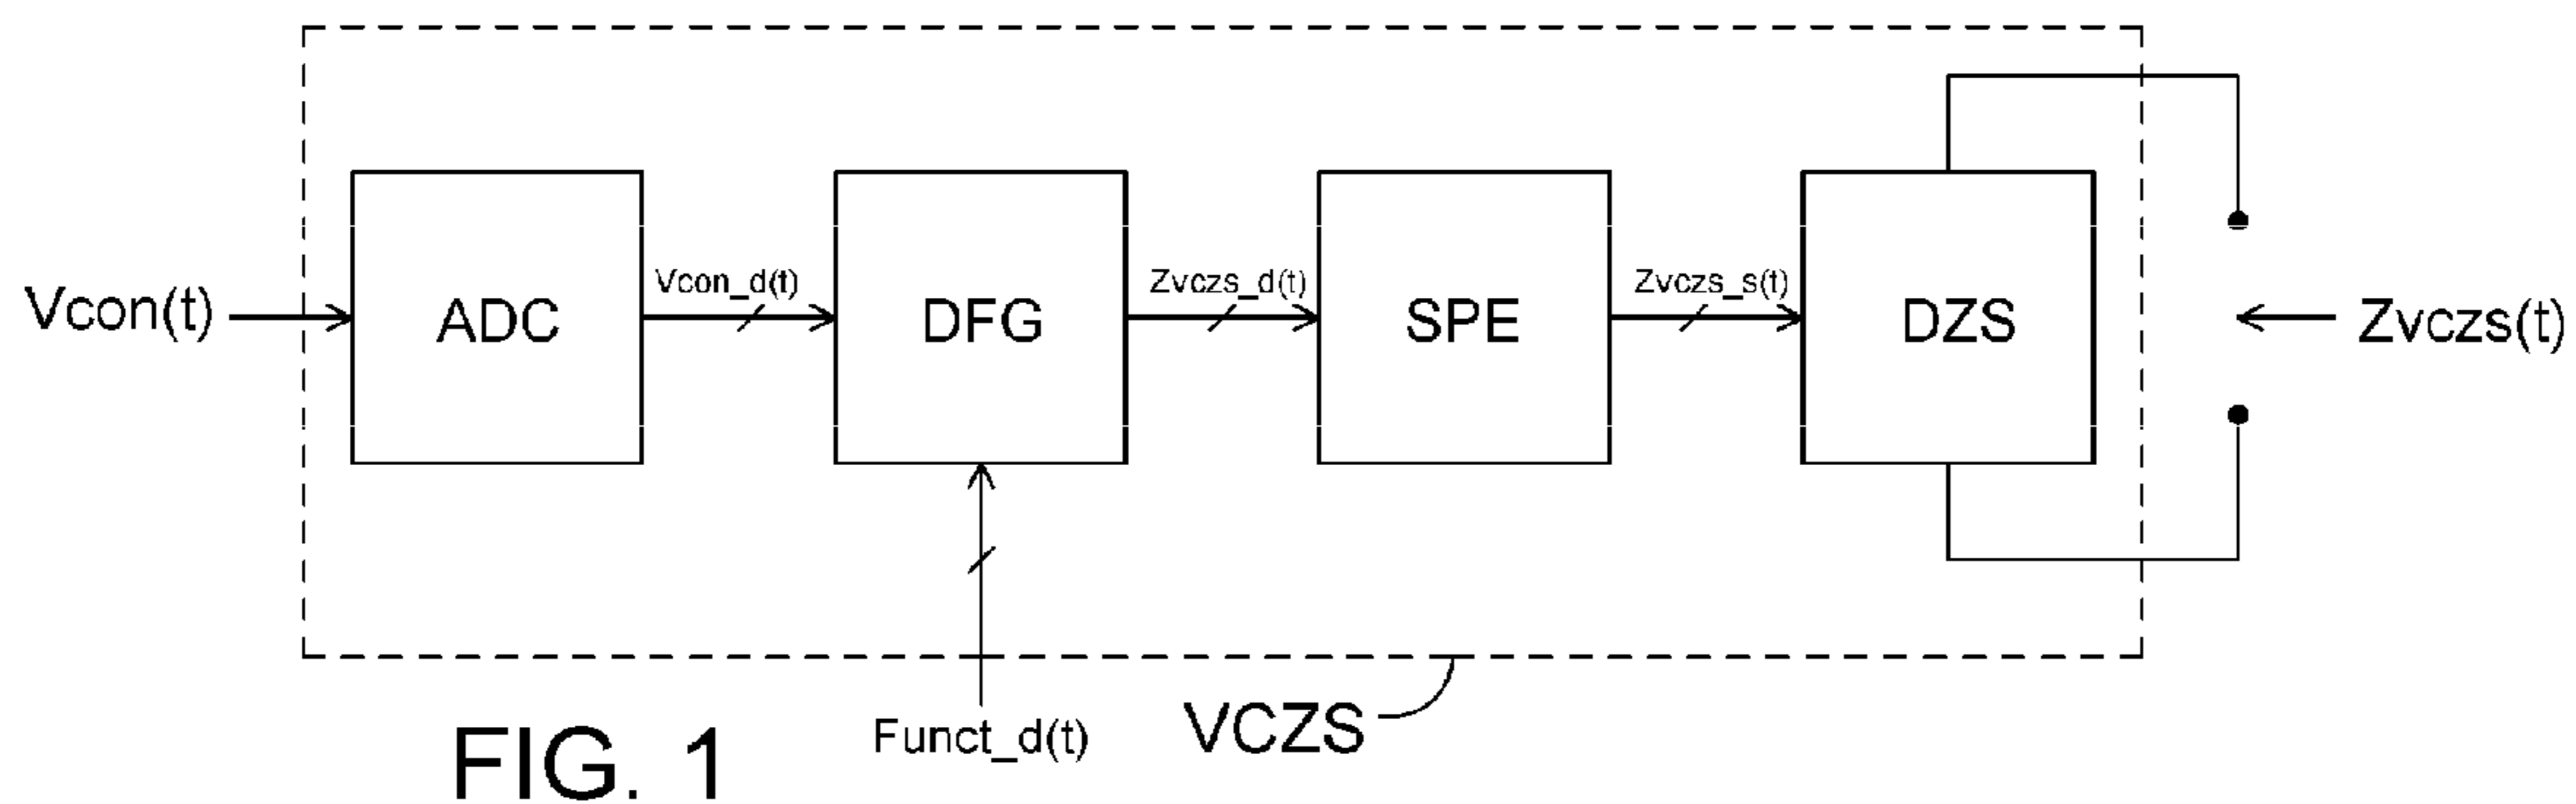 Vcon(t)
ADC
Vcon_d(t)
DFG
Zvczs_d(t)
SPE
Zvczs_s(t)
DZS
Zvczs(t)
Funct_d(t)
VCZS
FIG. 1